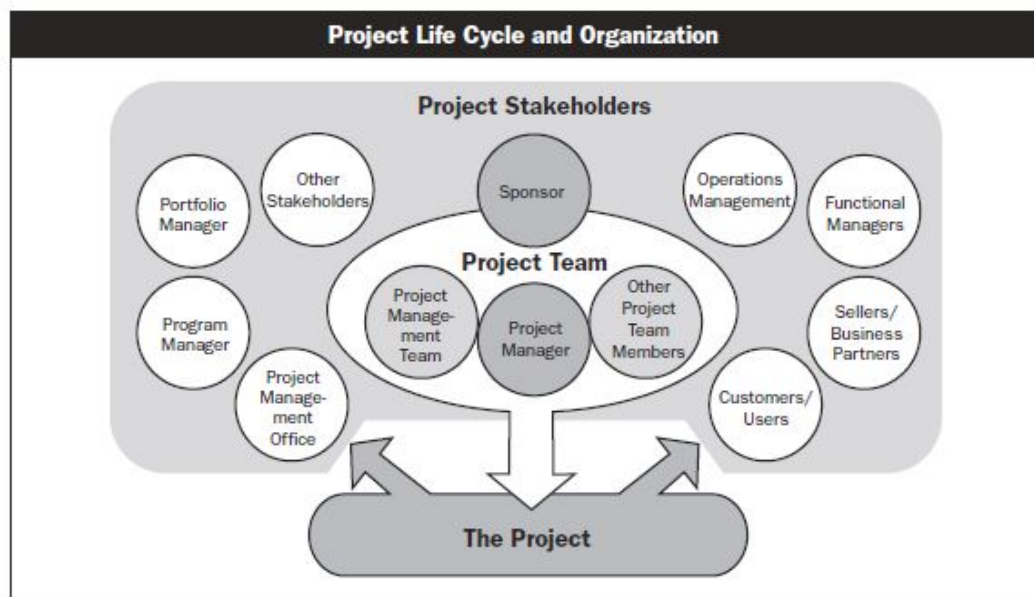 Project Life Cycle and Organization
Project Stakeholders
Portfolio
Manager
Other
Stakeholders
Sponsor
Operations
Management
Functional
Managers
Project Team
Program
Manager
Project
Manage-
ment
Team
Project
Manager
Other
Project
Team
Members
Sellers/
Business
Partners
Project
Manage-
ment
Office
Customers/
Users
The Project